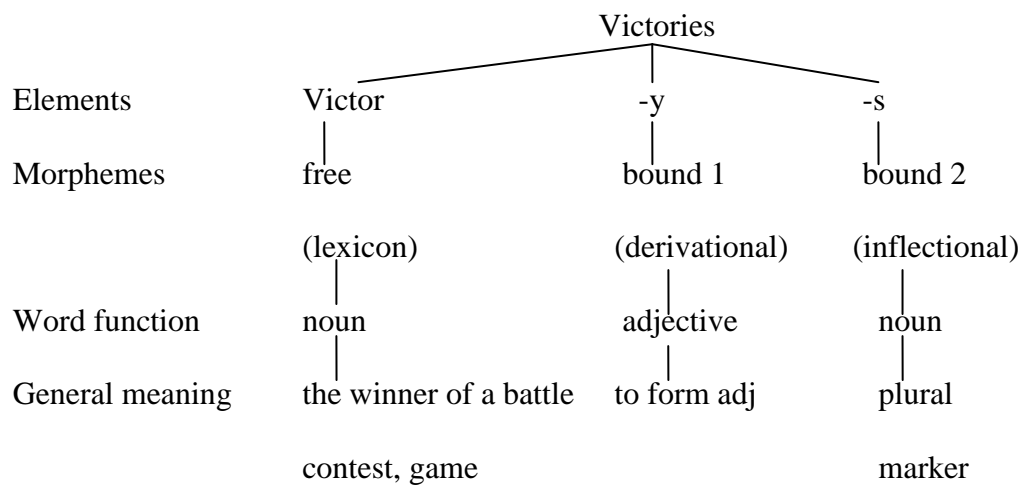 Victories
Elements Victor -y -s
Morphemes free bound 1 bound 2
(lexicon) (derivational) (inflectional)
Word function noun adjective noun
General meaning the winner of a battle to form adj plural
contest, game marker